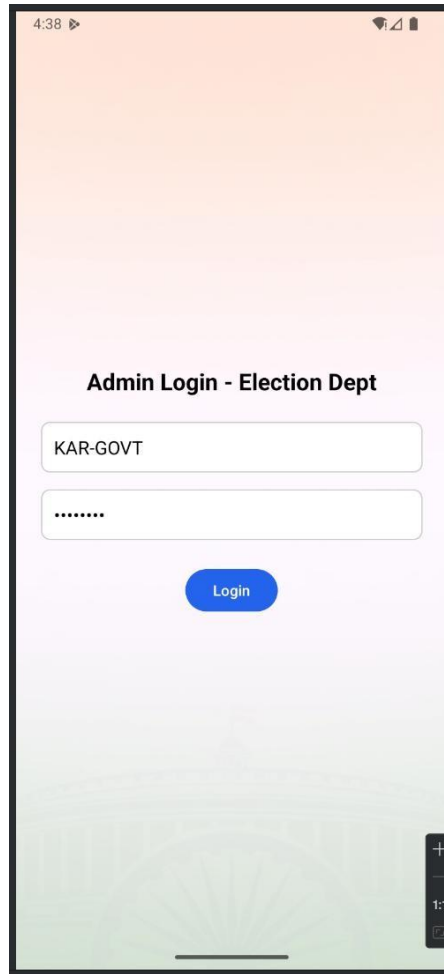 4:38
Admin Login - Election Dept
KAR-GOVT
••••••••
Login